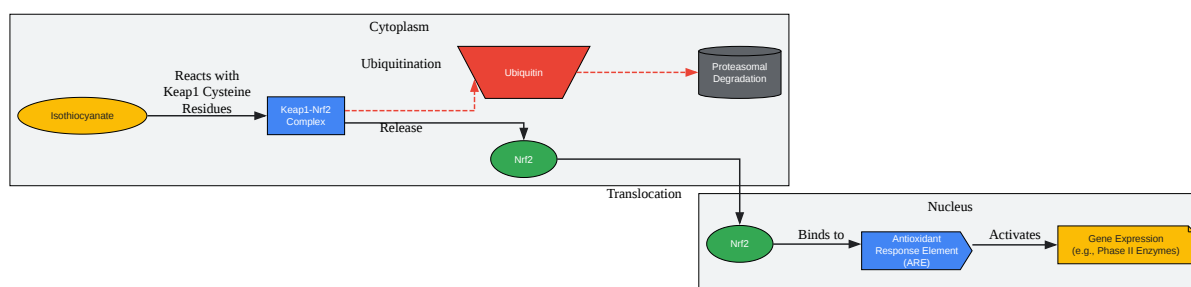 Cytoplasm
Reacts with
Keap1 Cysteine
Residues
Isothiocyanate
Keap1-Nrf2
Complex
Ubiquitination
Ubiquitin
Proteasomal
Degradation
Release
Nrf2
Translocation
Nucleus
Nrf2
Binds to
Antioxidant
Response Element
(ARE)
Activates
Gene Expression
(e.g., Phase II Enzymes)